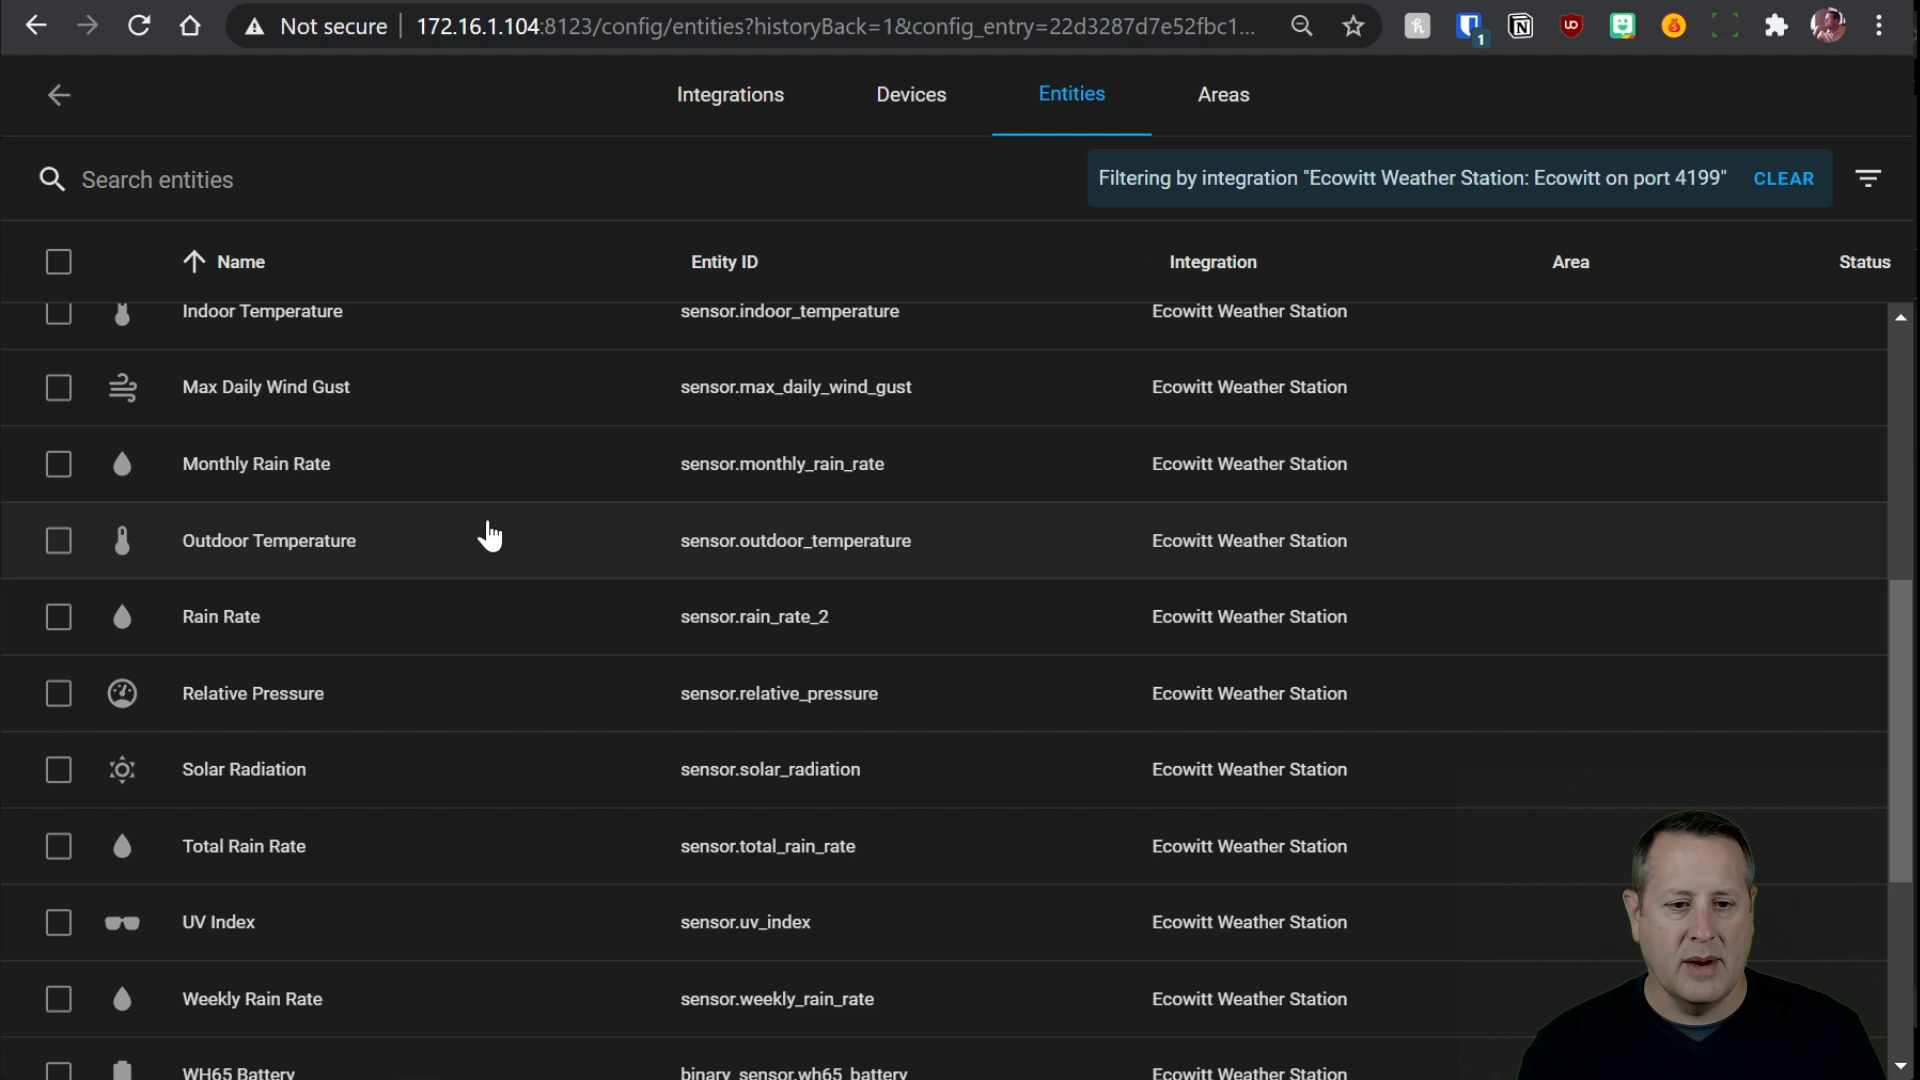 Not secure 172.16.1.104:8123/config/entities?historyBack=1&config_entry=22d3287d7e52fbc1...
1
Integrations Devices Entities Areas
Search entities
Filtering by integration "Ecowitt Weather Station: Ecowitt on port 4199" CLEAR
Name Entity ID Integration Area Status
Indoor Temperature sensor.indoor_temperature Ecowitt Weather Station
Max Daily Wind Gust sensor.max_daily_wind_gust Ecowitt Weather Station
Monthly Rain Rate sensor.monthly_rain_rate Ecowitt Weather Station
Outdoor Temperature sensor.outdoor_temperature Ecowitt Weather Station
Rain Rate sensor.rain_rate_2 Ecowitt Weather Station
Relative Pressure sensor.relative_pressure Ecowitt Weather Station
Solar Radiation sensor.solar_radiation Ecowitt Weather Station
Total Rain Rate sensor.total_rain_rate Ecowitt Weather Station
UV Index sensor.uv_index Ecowitt Weather Station
Weekly Rain Rate sensor.weekly_rain_rate Ecowitt Weather Station
WH65 Battery binary_sensor.wh65_battery Ecowitt Weather Station